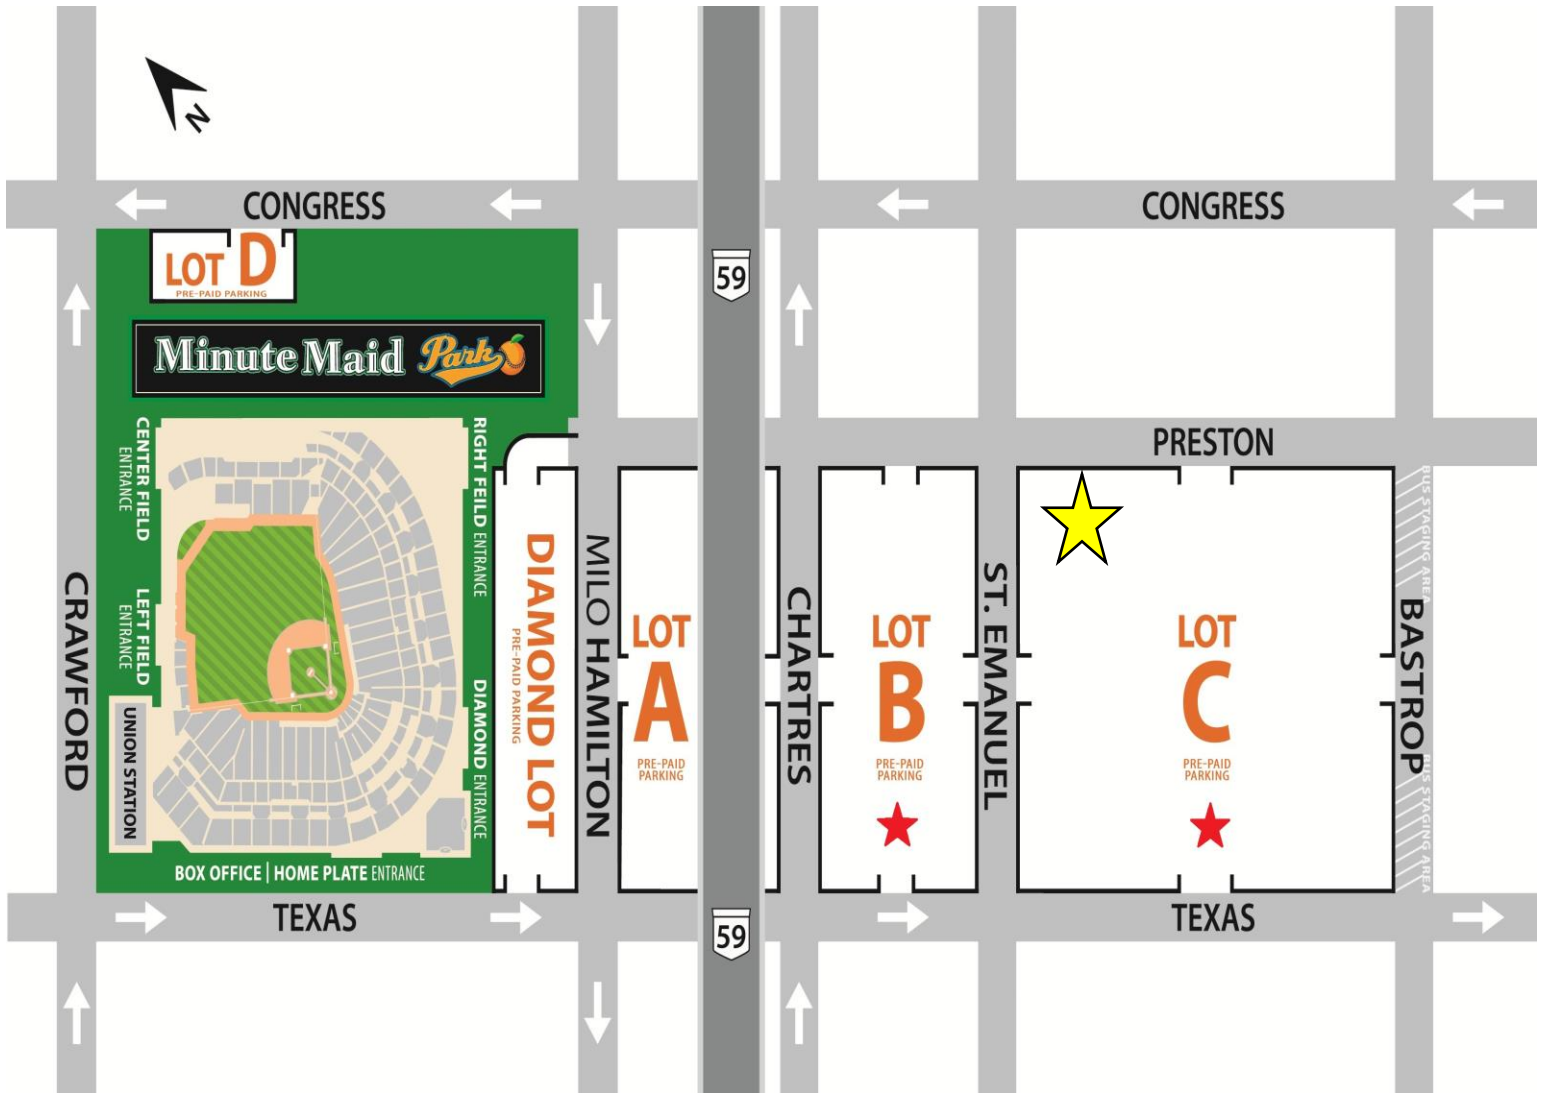 N
CONGRESS
CONGRESS
LOT D
PRE-PAID PARKING
59
Minute Maid Park
PRESTON
CENTER FIELD
ENTRANCE
RIGHT FEILD ENTRANCE
LEFT FIELD
ENTRANCE
DIAMOND ENTRANCE
UNION STATION
BOX OFFICE | HOME PLATE ENTRANCE
DIAMOND LOT
PRE-PAID PARKING
CRAWFORD
MILO HAMILTON
LOT
A
PRE-PAID
PARKING
CHARTRES
LOT
B
PRE-PAID
PARKING
ST. EMANUEL
LOT
C
PRE-PAID
PARKING
BASTROP
BUS STAGING AREA
BUS STAGING AREA
TEXAS
59
TEXAS